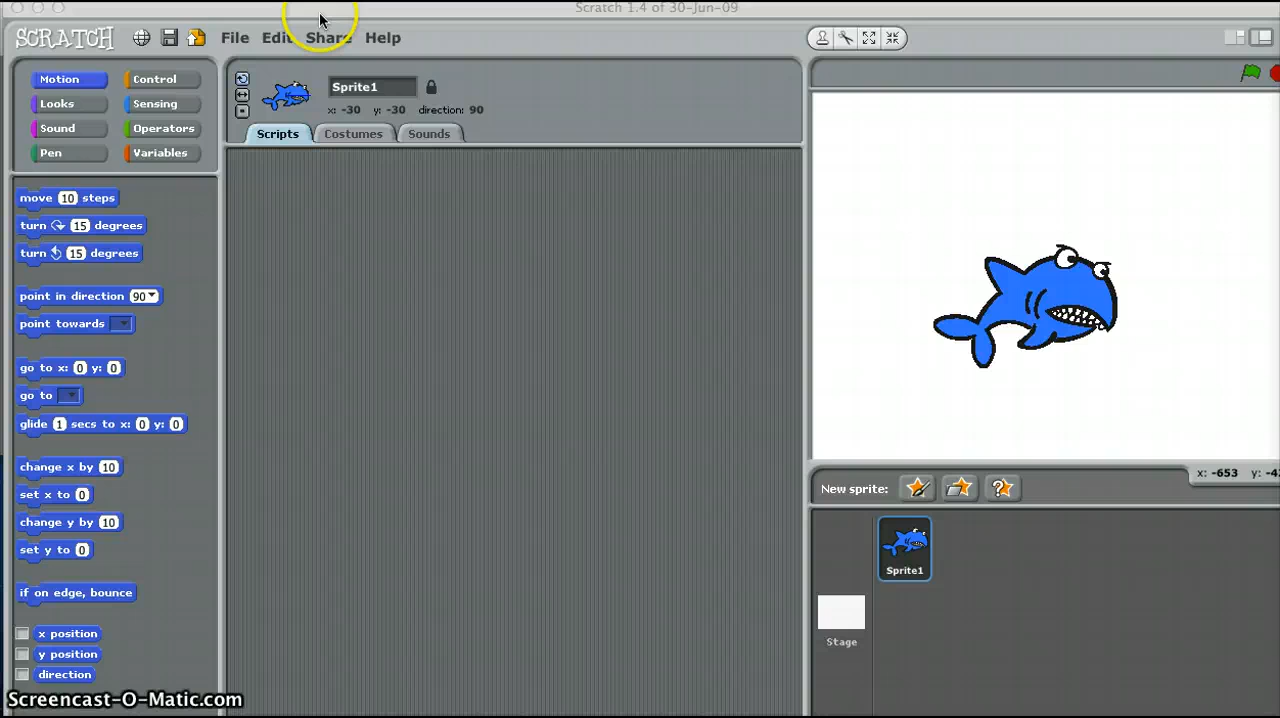 Scratch 1.4 of 30-Jun-09
SCRATCH File Edit Share Help
Motion Control
Looks Sensing
Sound Operators
Pen Variables
Sprite1
x: -30 y: -30 direction: 90
Scripts Costumes Sounds
move 10 steps
turn 15 degrees
turn 15 degrees
point in direction 90
point towards
go to x: 0 y: 0
go to
glide 1 secs to x: 0 y: 0
change x by 10
set x to 0
change y by 10
set y to 0
if on edge, bounce
x position
y position
direction
x: -653 y:
New sprite:
Sprite1
Stage
Screencast-O-Matic.com